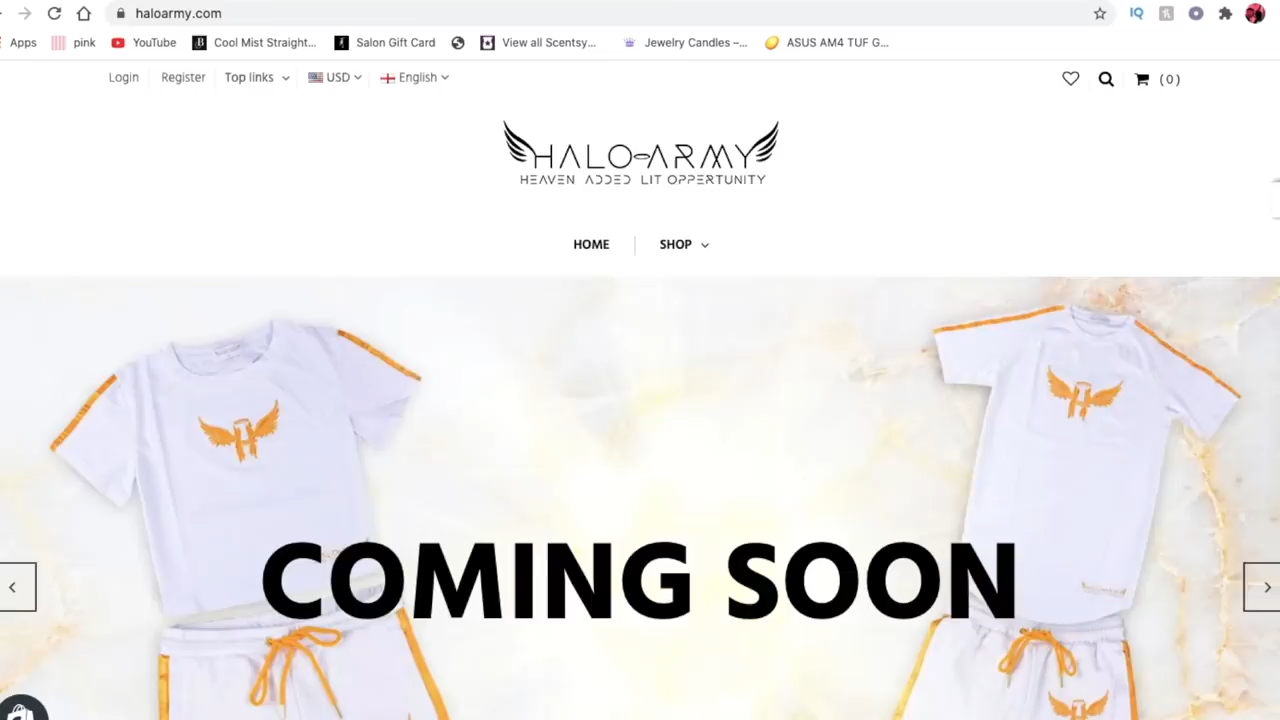 haloarmy.com
IQ
Apps
pink
YouTube
B
Cool Mist Straight...
Salon Gift Card
View all Scentsy...
Jewelry Candles –...
ASUS AM4 TUF G...
Login
Register
Top links
USD
English
( 0 )
HALO-ARMY
HEAVEN ADDED LIT OPPERTUNITY
HOME
SHOP
H
H
COMING SOON